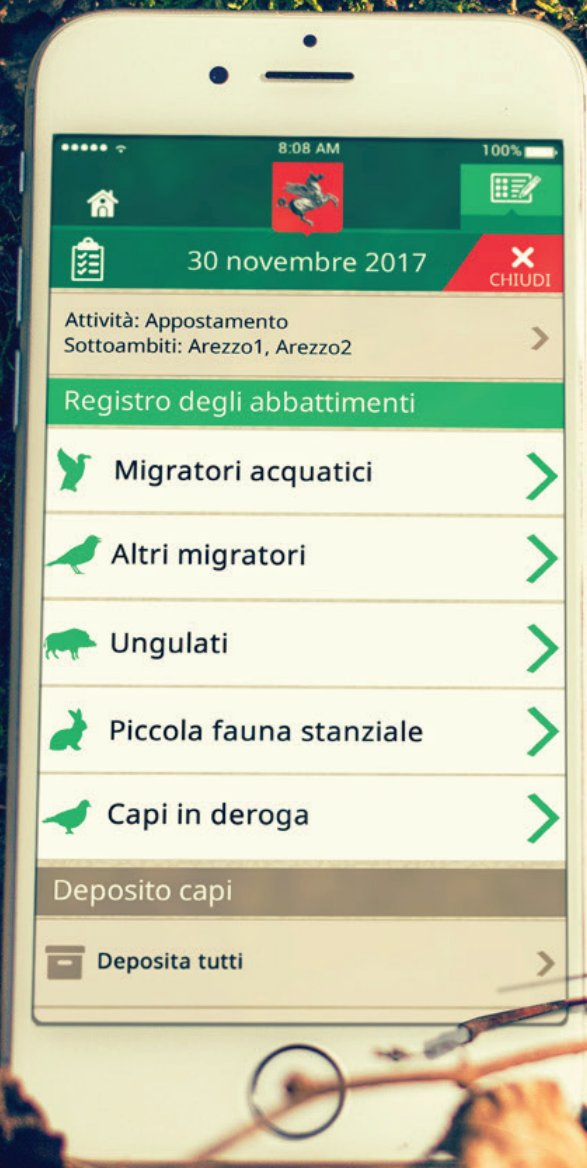 8:08 AM
100%
30 novembre 2017
CHIUDI
Attività: Appostamento
Sottoambiti: Arezzo1, Arezzo2
Registro degli abbattimenti
Migratori acquatici
Altri migratori
Ungulati
Piccola fauna stanziale
Capi in deroga
Deposito capi
Deposita tutti